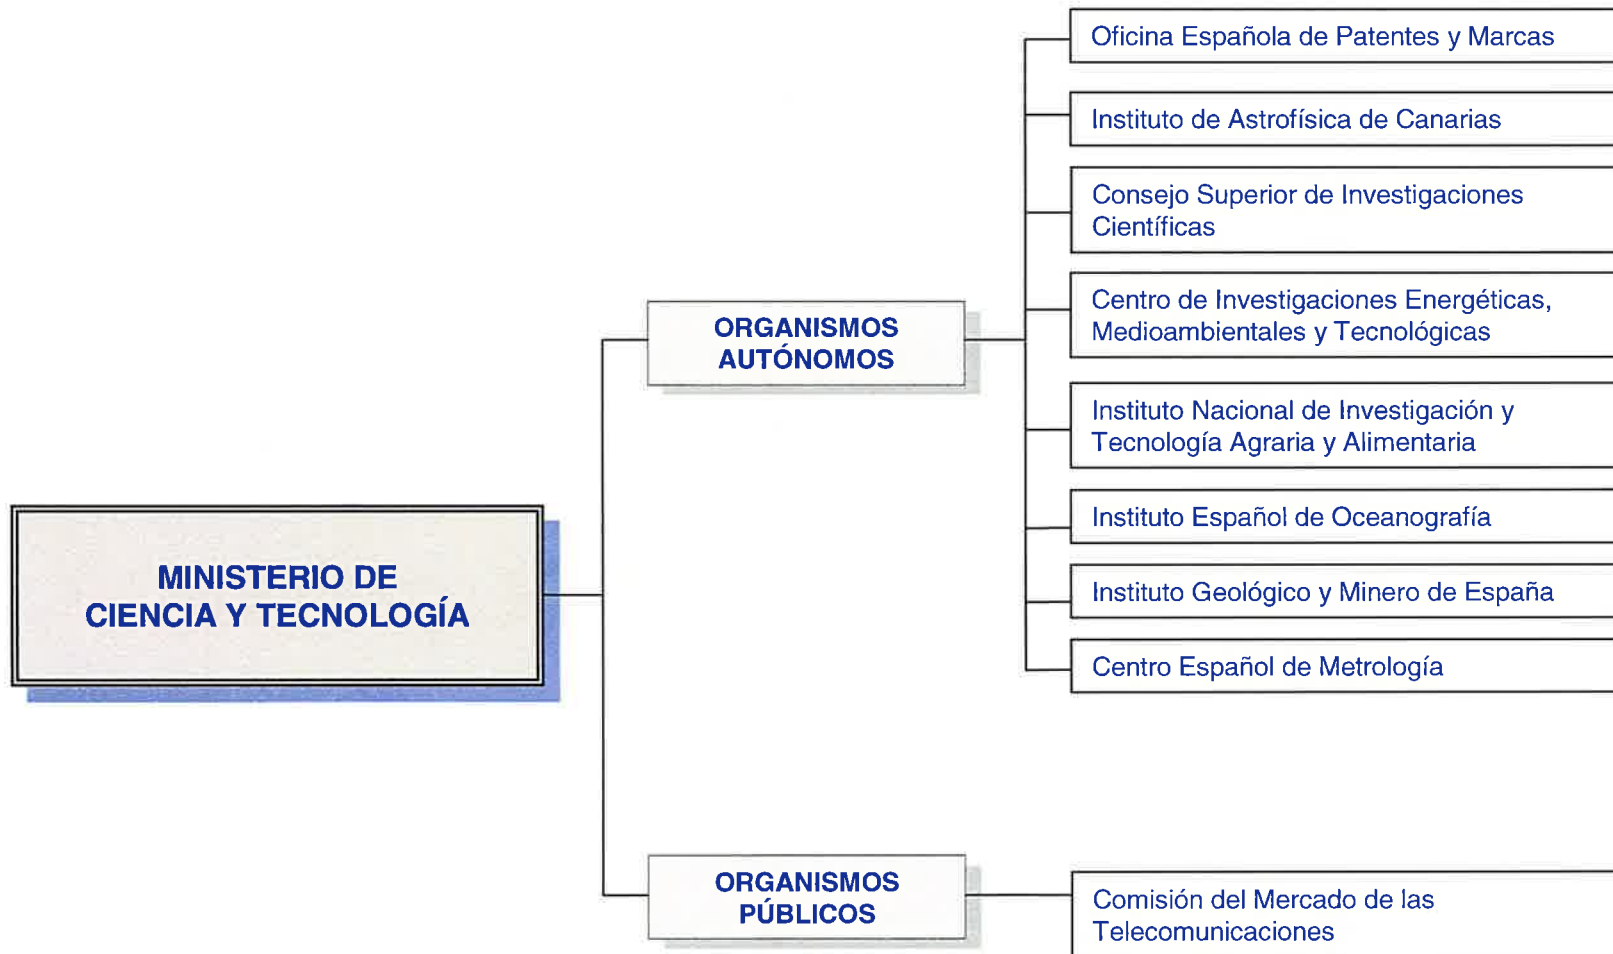 Oficina Española de Patentes y Marcas
Instituto de Astrofísica de Canarias
Consejo Superior de Investigaciones
Científicas
Centro de Investigaciones Energéticas,
Medioambientales y Tecnológicas
ORGANISMOS
AUTÓNOMOS
Instituto Nacional de Investigación y
Tecnología Agraria y Alimentaria
Instituto Español de Oceanografía
MINISTERIO DE
CIENCIA Y TECNOLOGÍA
Instituto Geológico y Minero de España
Centro Español de Metrología
ORGANISMOS
PÚBLICOS
Comisión del Mercado de las
Telecomunicaciones